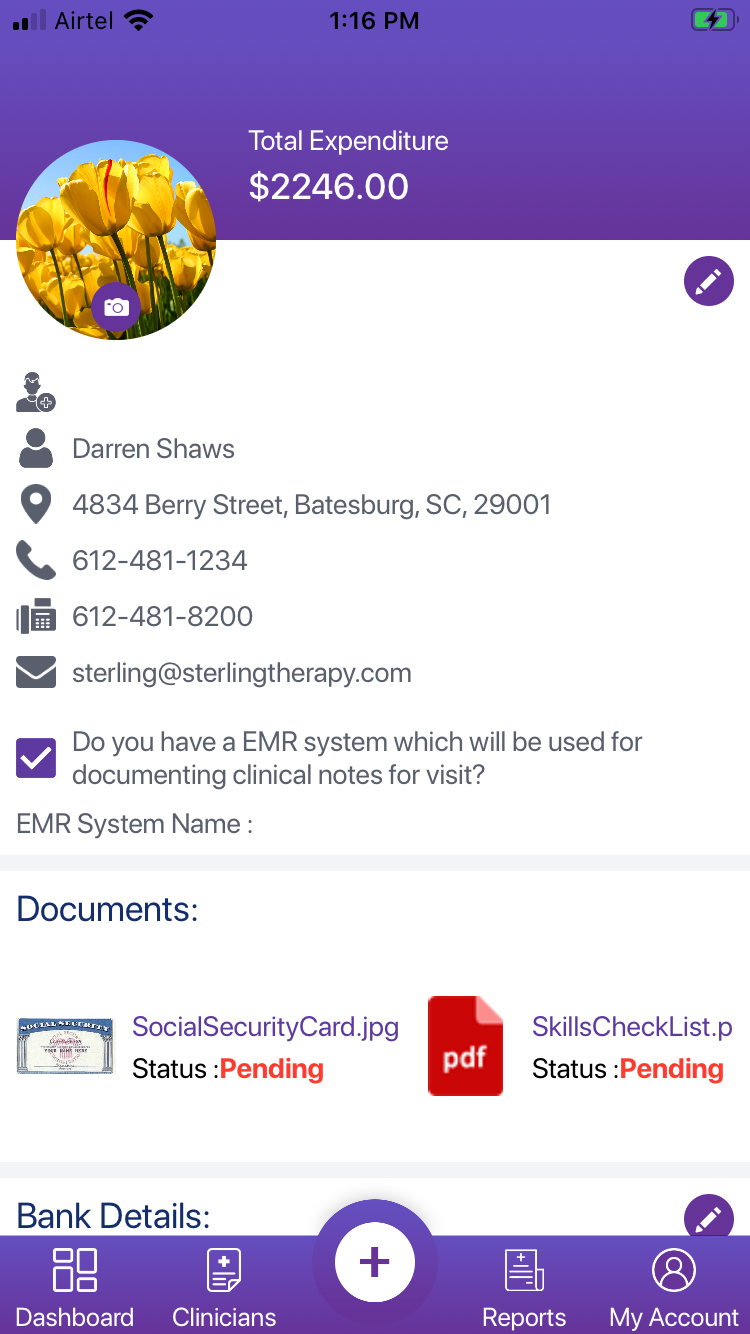 Airtel 1:16 PM
Total Expenditure
$2246.00
Darren Shaws
4834 Berry Street, Batesburg, SC, 29001
612-481-1234
612-481-8200
sterling@sterlingtherapy.com
Do you have a EMR system which will be used for
documenting clinical notes for visit?
EMR System Name :
Documents:
SOCIAL SECURITY
SocialSecurityCard.jpg
Status :Pending
pdf
SkillsCheckList.p
Status :Pending
Bank Details:
Dashboard
Clinicians
+
Reports
My Account